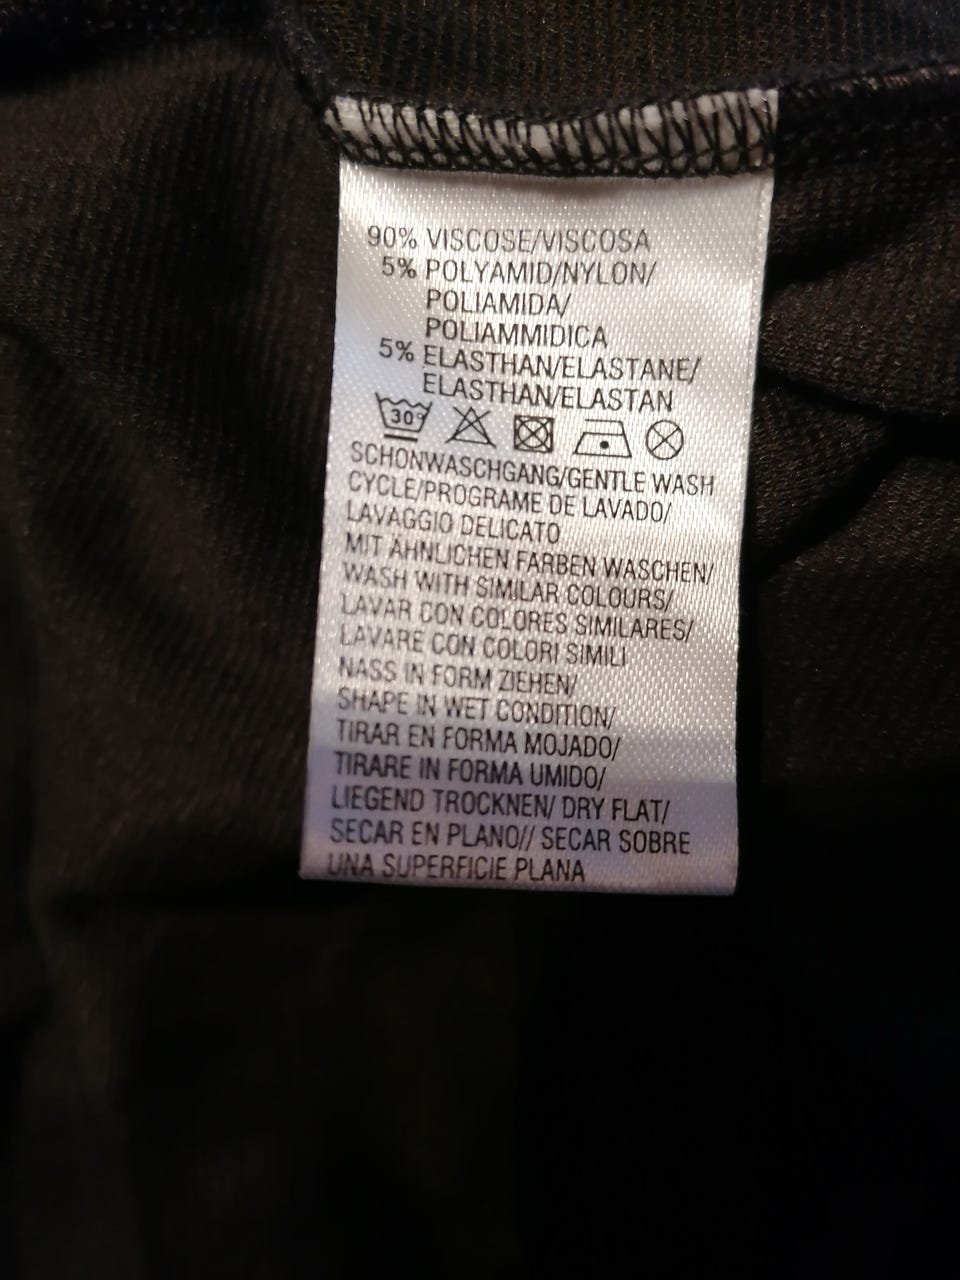 90% VISCOSE/VISCOSA
5% POLYAMID/NYLON/
POLIAMIDA/
POLIAMMIDICA
5% ELASTHAN/ELASTANE/
ELASTHAN/ELASTAN
30°
SCHONWASCHGANG/GENTLE WASH
CYCLE/PROGRAME DE LAVADO/
LAVAGGIO DELICATO
MIT ÄHNLICHEN FARBEN WASCHEN/
WASH WITH SIMILAR COLOURS/
LAVAR CON COLORES SIMILARES/
LAVARE CON COLORI SIMILI
NASS IN FORM ZIEHEN/
SHAPE IN WET CONDITION/
TIRAR EN FORMA MOJADO/
TIRARE IN FORMA UMIDO/
LIEGEND TROCKNEN/ DRY FLAT/
SECAR EN PLANO// SECAR SOBRE
UNA SUPERFICIE PLANA